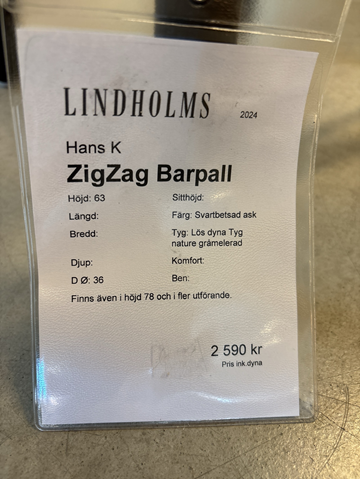 LINDHOLMS 2024
Hans K
ZigZag Barpall
Höjd: 63 Sitthöjd:
Längd: Färg: Svartbetsad ask
Bredd: Tyg: Lös dyna Tyg
nature gråmelerad
Djup: Komfort:
D Ø: 36 Ben:
Finns även i höjd 78 och i fler utförande.
2 590 kr
Pris ink.dyna